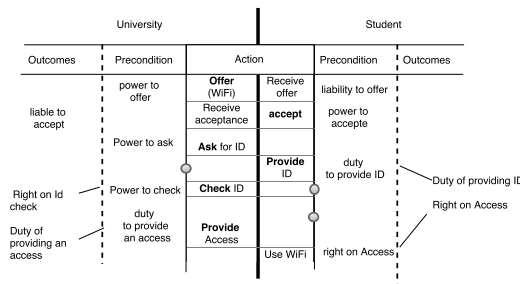 University Student
Outcomes Precondition Action Precondition Outcomes
power to
offer
Offer
(WiFi)
Receive
offer
liability to offer
liable to
accept
Receive
acceptance
accept
power to
accepte
Power to ask
Ask for ID
Provide
ID
duty
to provide ID
Duty of providing ID
Right on Id
check
Power to check
Check ID
Right on Access
Duty of
providing an
access
duty
to provide
an access
Provide
Access
Use WiFi
right on Access